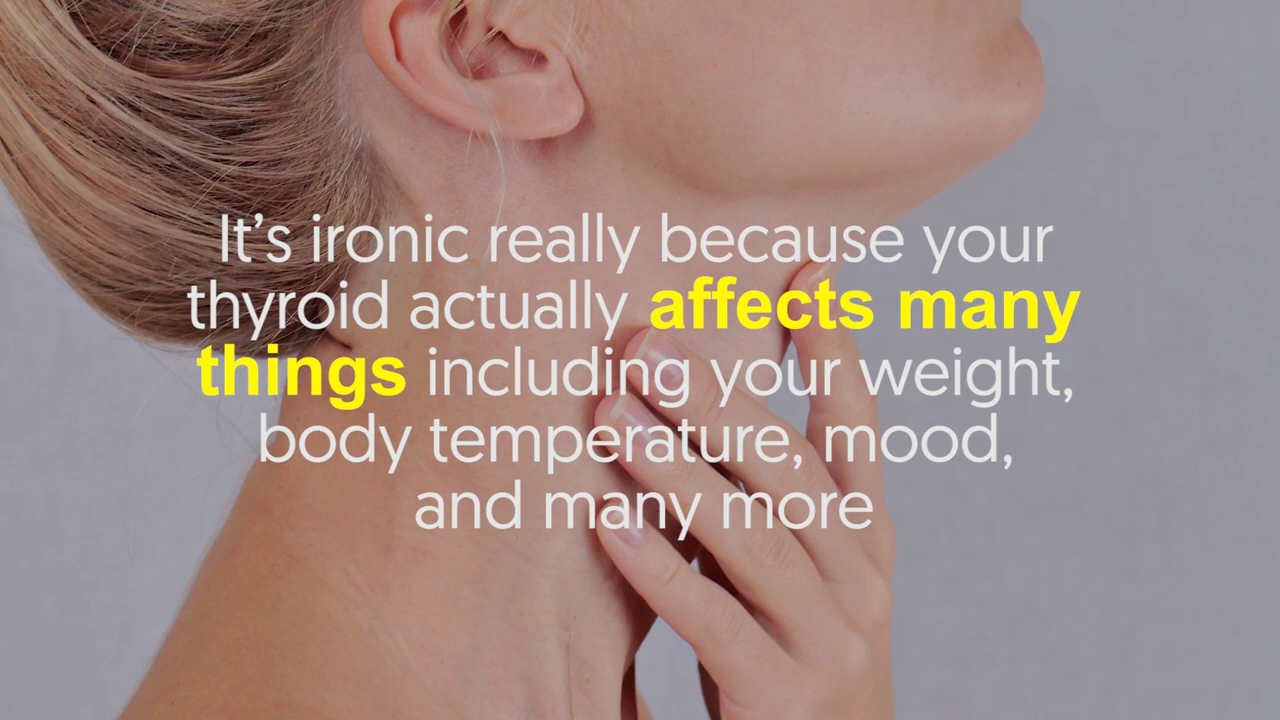 It’s ironic really because your
thyroid actually affects many
things including your weight,
body temperature, mood,
and many more